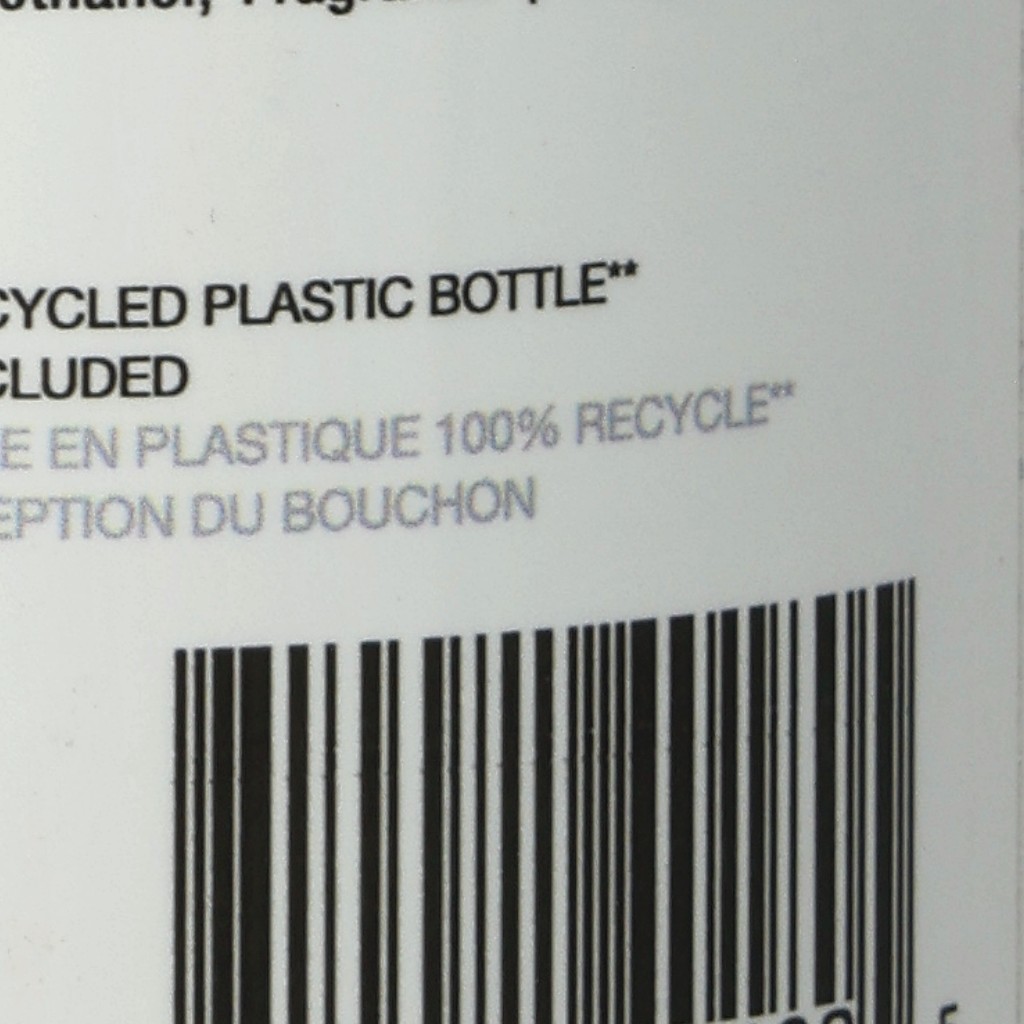 CYCLED PLASTIC BOTTLE**
CLUDED
E EN PLASTIQUE 100% RECYCLE**
EPTION DU BOUCHON